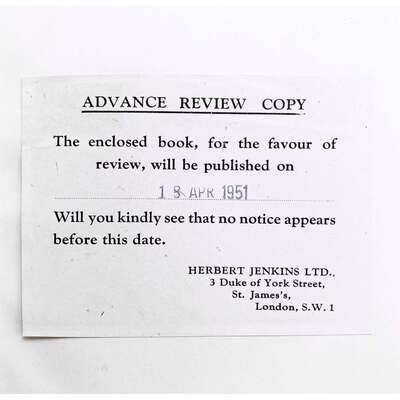 ADVANCE REVIEW COPY
The enclosed book, for the favour of
review, will be published on
18 APR 1951
Will you kindly see that no notice appears
before this date.
HERBERT JENKINS LTD.,
3 Duke of York Street,
St. James's,
London, S.W. 1